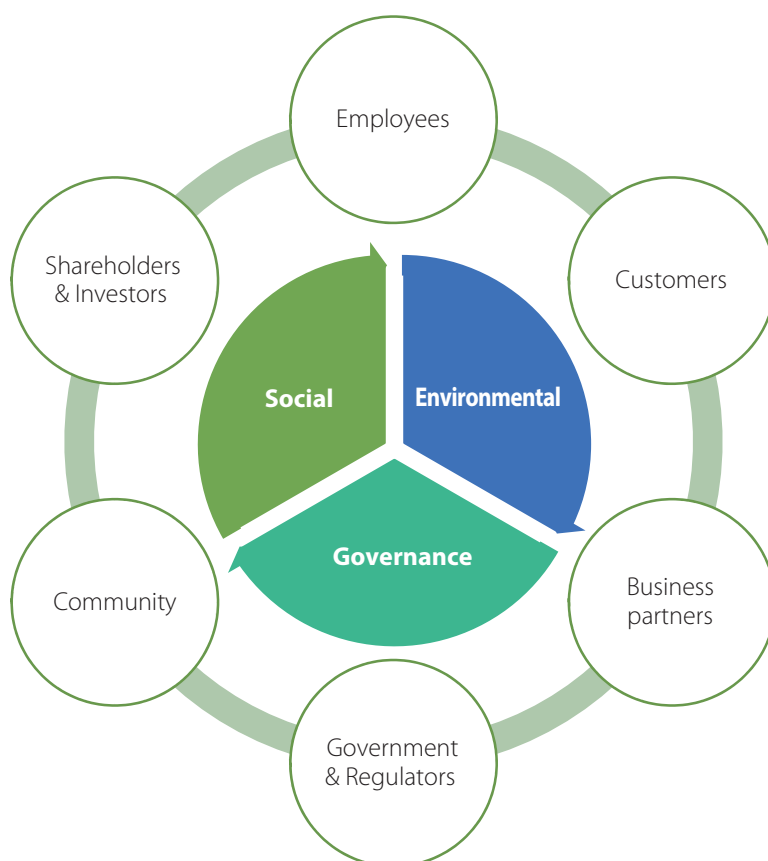 Employees
Shareholders
& Investors
Customers
Social
Environmental
Governance
Community
Business
partners
Government
& Regulators